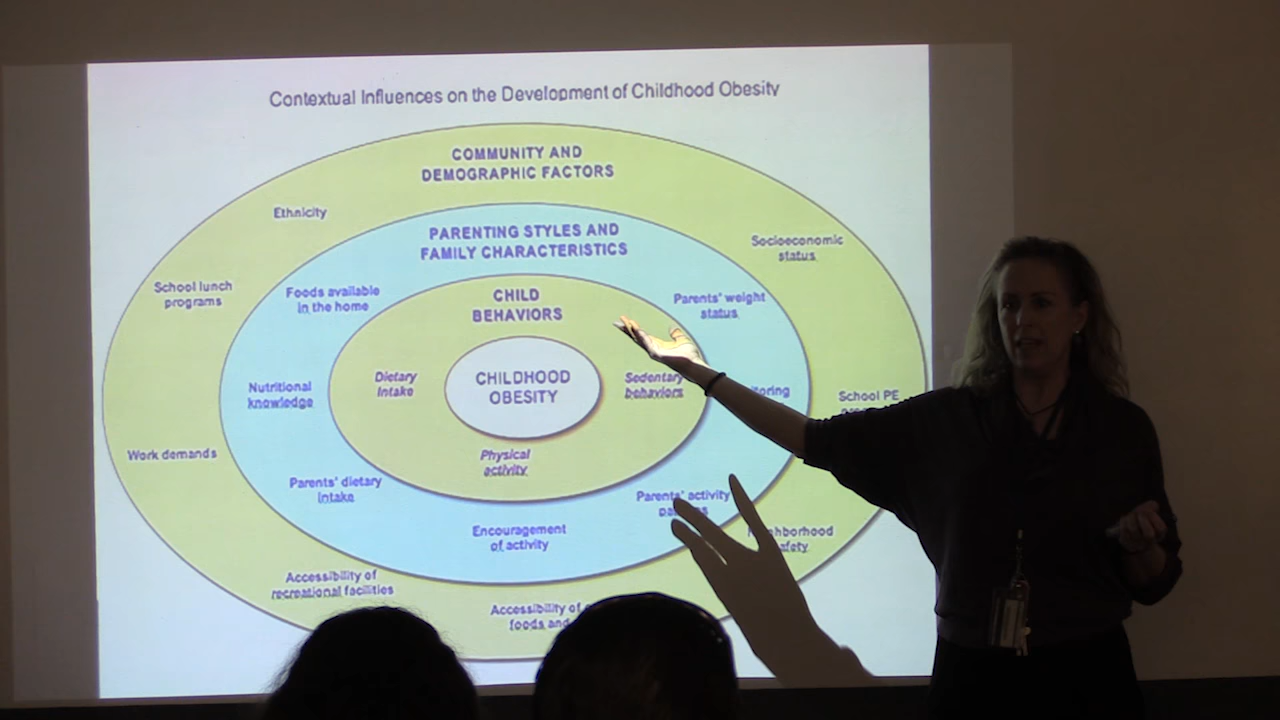 Contextual Influences on the Development of Childhood Obesity
COMMUNITY AND
DEMOGRAPHIC FACTORS
Ethnicity
PARENTING STYLES AND
FAMILY CHARACTERISTICS
Socioeconomic
status
School lunch
programs
Foods available
in the home
CHILD
BEHAVIORS
Parents' weight
status
Nutritional
knowledge
Dietary
Intake
CHILDHOOD
OBESITY
Sedentary
behaviors
School PE
Work demands
Physical
activity
Parents' dietary
Intake
Parents' activity
Encouragement
of activity
Accessibility of
recreational facilities
Accessibility of
foods and